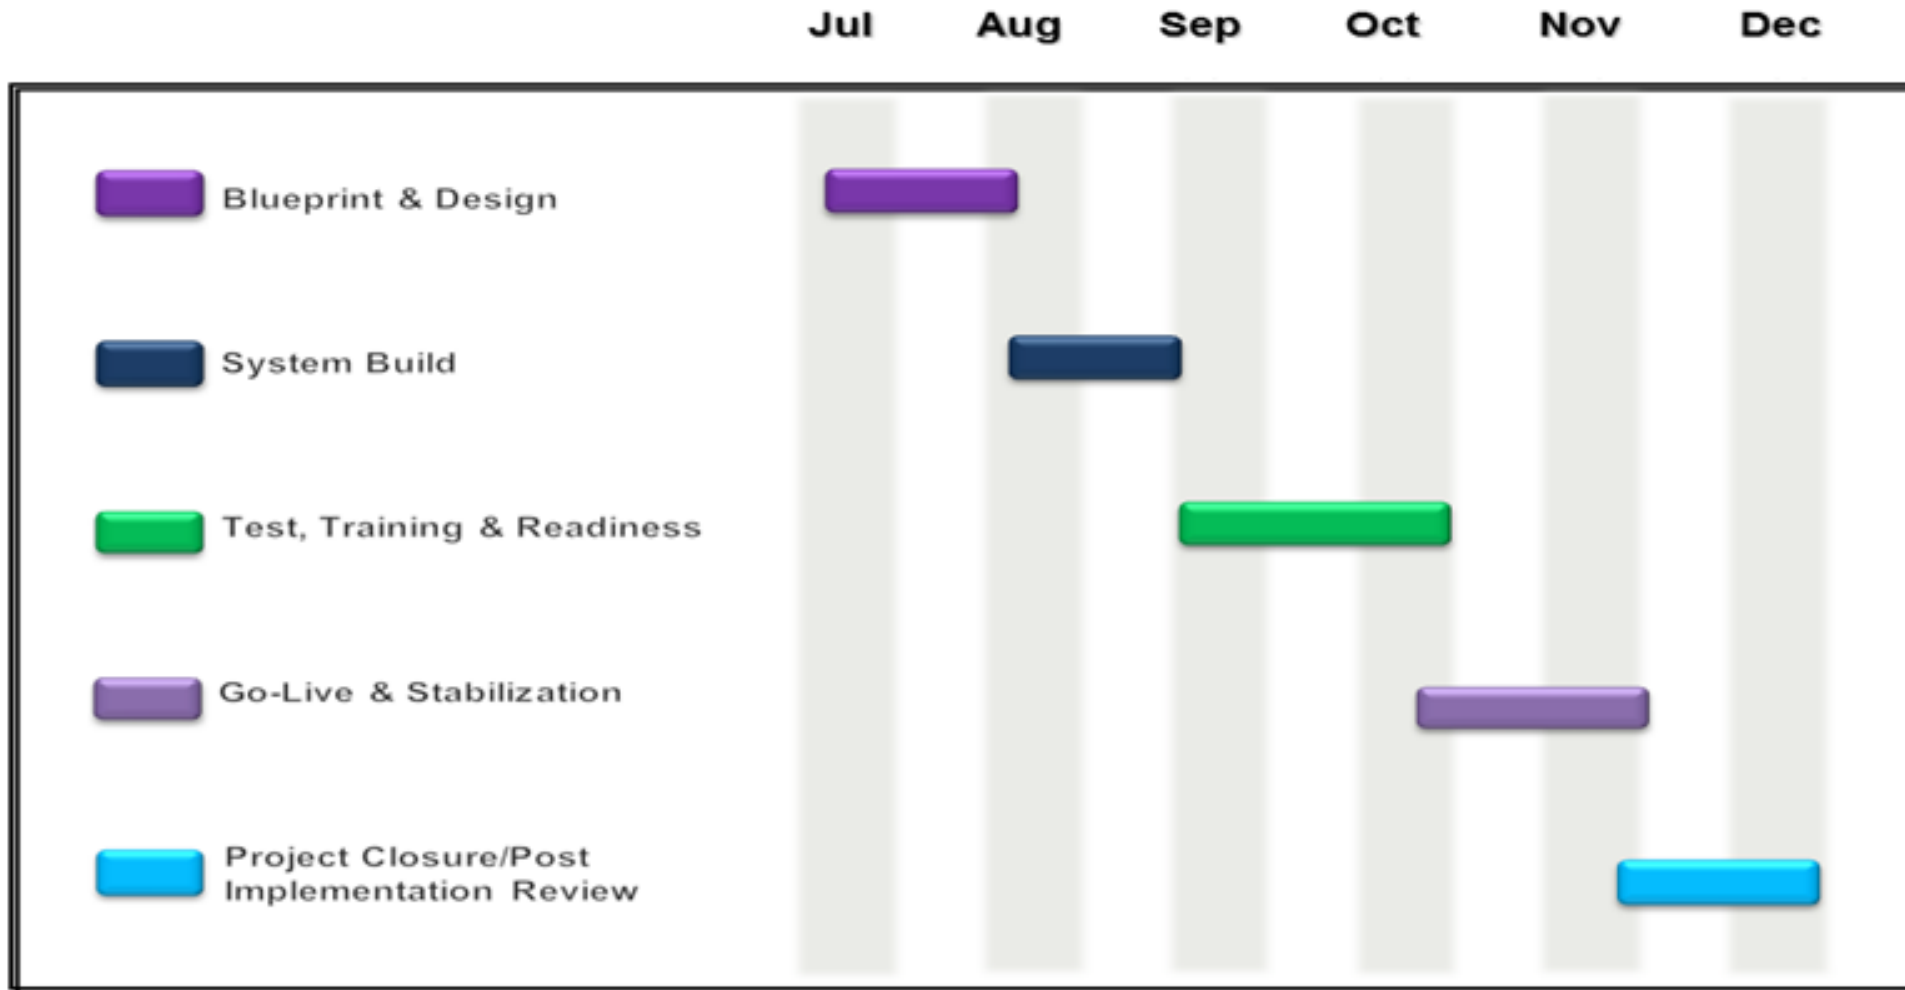 Jul Aug Sep Oct Nov Dec
Blueprint & Design
System Build
Test, Training & Readiness
Go-Live & Stabilization
Project Closure/Post
Implementation Review